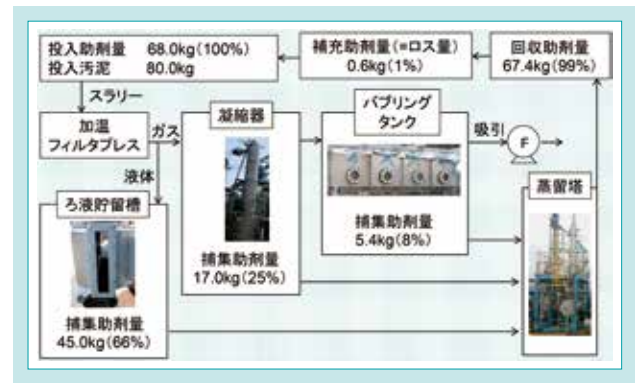 投入助剤量 68.0kg(100%)
投入汚泥 80.0kg
補充助剤量(=ロス量)
0.6kg(1%)
回収助剤量
67.4kg(99%)
スラリー
加温
フィルタプレス
ガス
液体
凝縮器
捕集助剤量
17.0kg(25%)
バブリング
タンク
捕集助剤量
5.4kg(8%)
吸引
F
蒸留塔
ろ液貯留槽
捕集助剤量
45.0kg(66%)